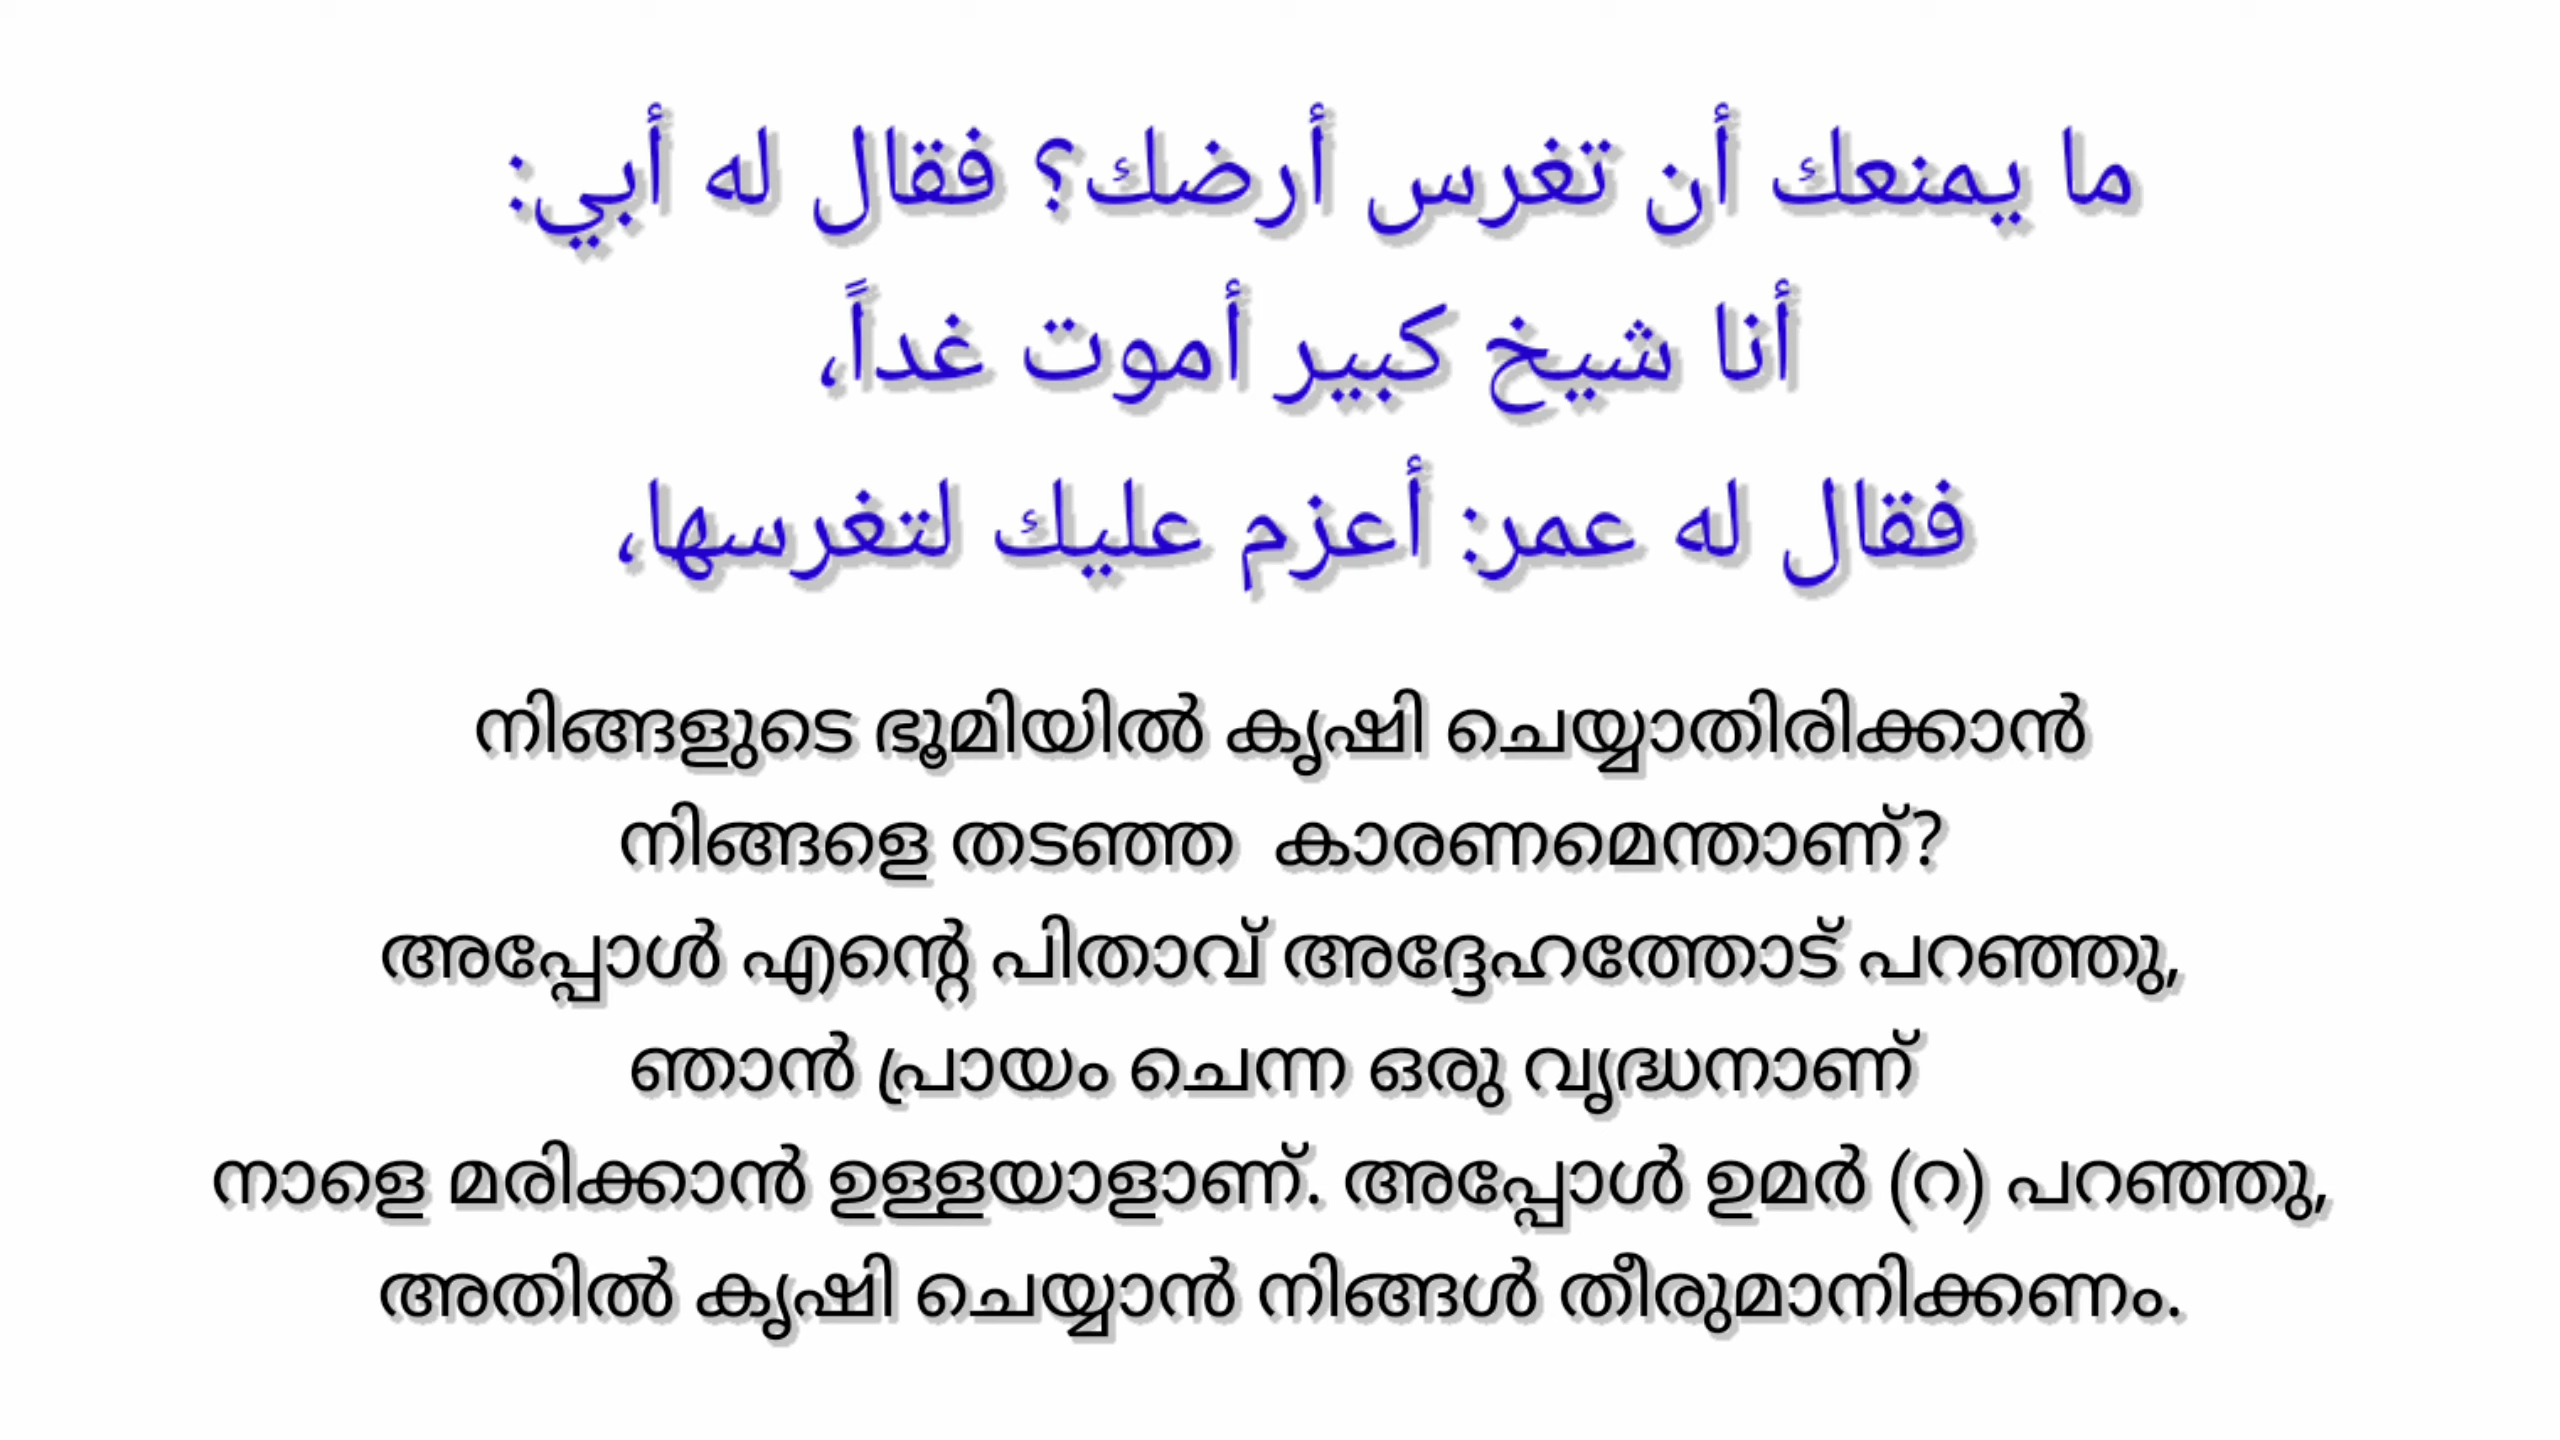 ما يمنعك أن تغرس أرضك؟ فقال له أبي:
أنا شيخ كبير أموت غداً،
فقال له عمر: أعزم عليك لتغرسها،
നിങ്ങളുടെ ഭൂമിയിൽ കൃഷി ചെയ്യാതിരിക്കാൻ
നിങ്ങളെ തടഞ്ഞ കാരണമെന്താണ്?
അപ്പോൾ എന്റെ പിതാവ് അദ്ദേഹത്തോട് പറഞ്ഞു,
ഞാൻ പ്രായം ചെന്ന ഒരു വൃദ്ധനാണ്
നാളെ മരിക്കാൻ ഉള്ളയാളാണ്. അപ്പോൾ ഉമർ (റ) പറഞ്ഞു,
അതിൽ കൃഷി ചെയ്യാൻ നിങ്ങൾ തീരുമാനിക്കണം.